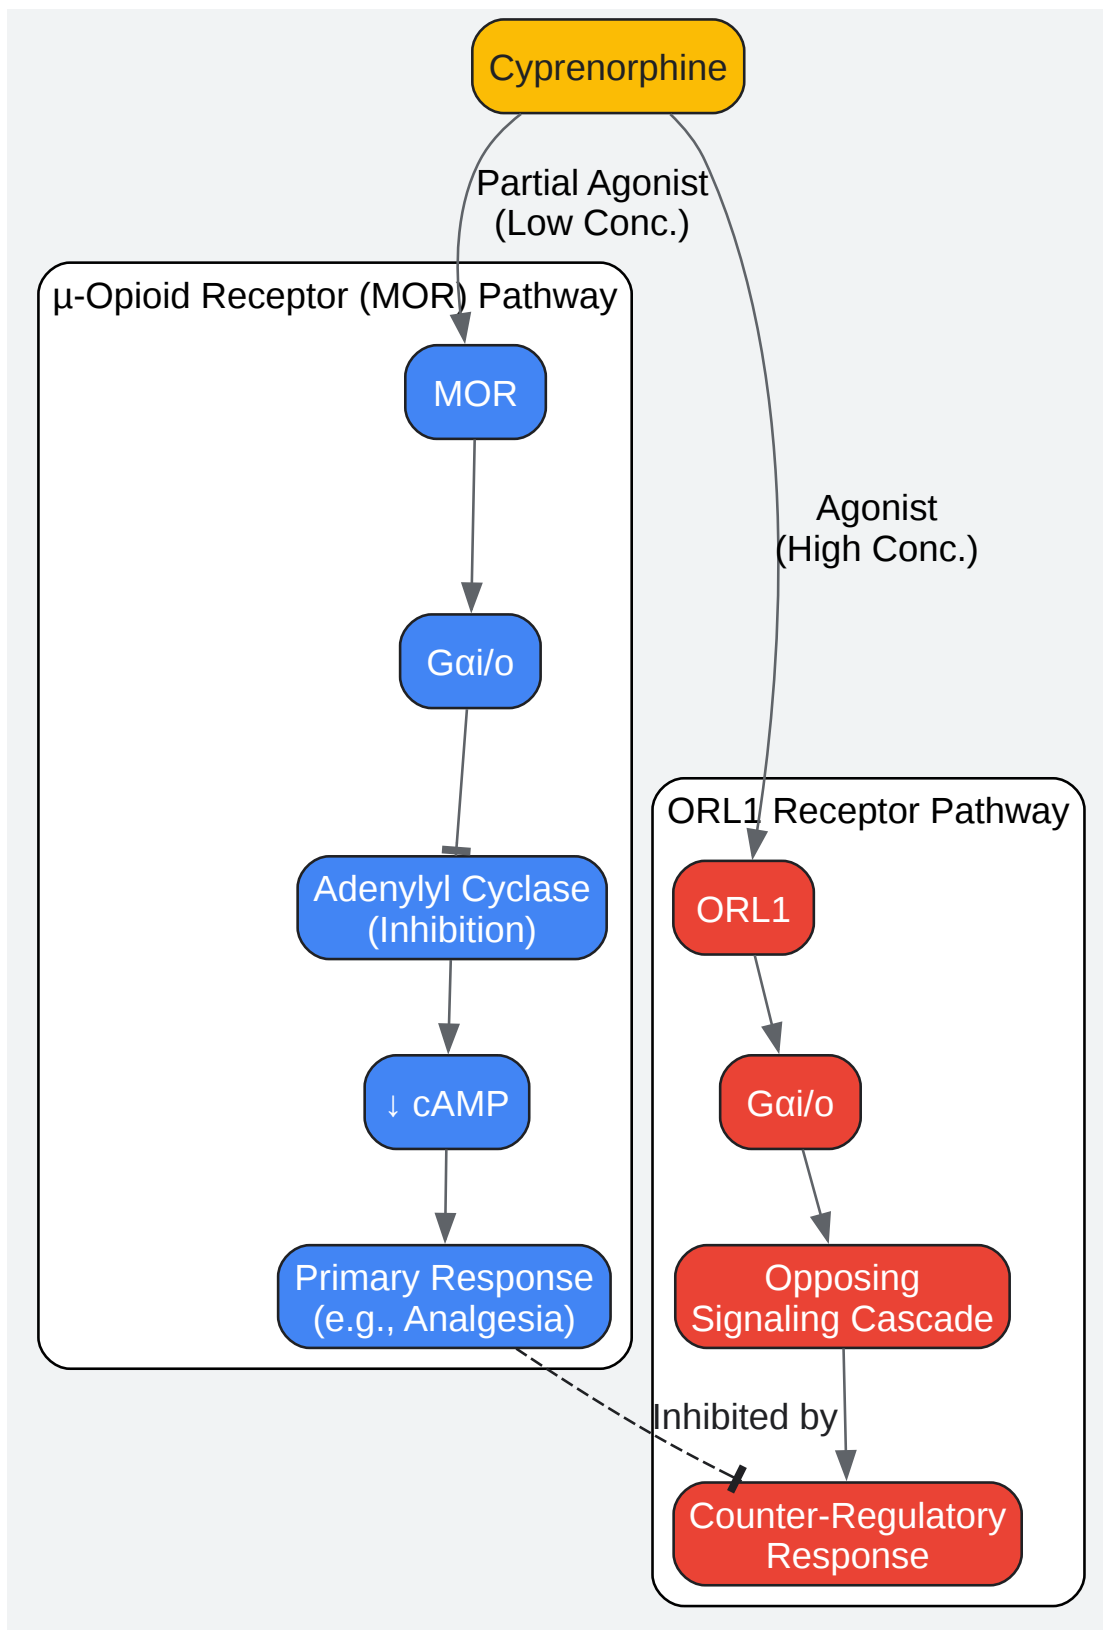 Cyprenorphine
Partial Agonist
(Low Conc.)
µ-Opioid Receptor (MOR) Pathway
MOR
Agonist
(High Conc.)
Gαi/o
ORL1 Receptor Pathway
Adenylyl Cyclase
(Inhibition)
ORL1
↓ cAMP
Gαi/o
Primary Response
(e.g., Analgesia)
Opposing
Signaling Cascade
Inhibited by
Counter-Regulatory
Response